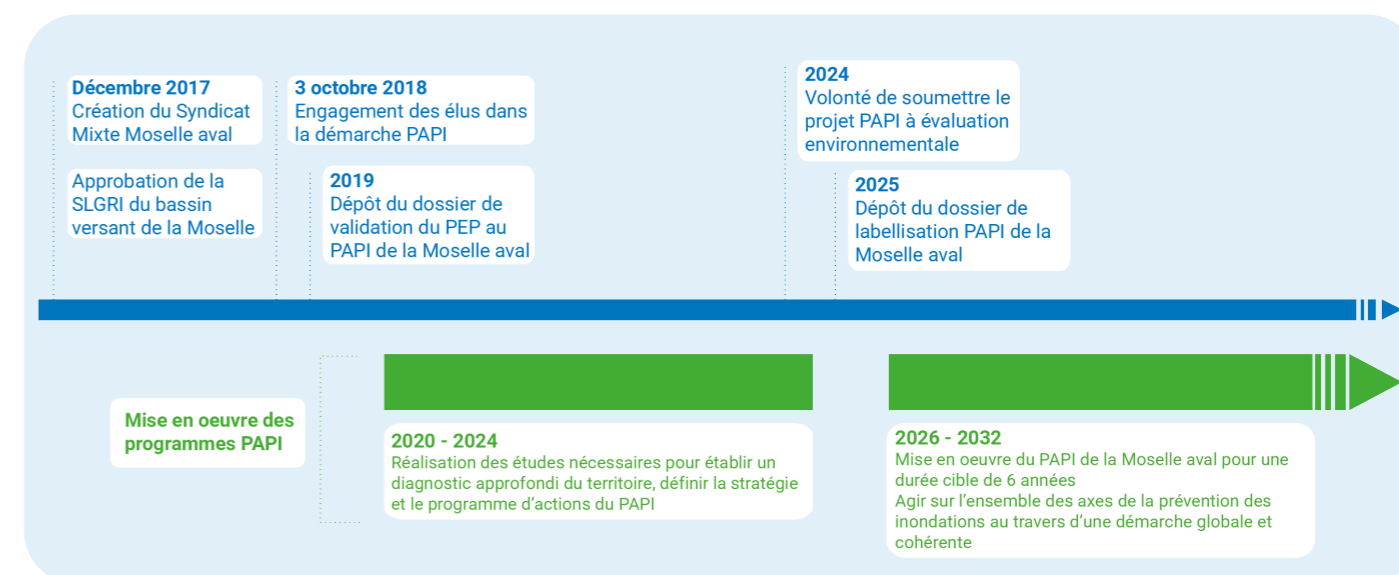 Décembre 2017
Création du Syndicat
Mixte Moselle aval
Approbation de la
SLGRI du bassin
versant de la Moselle
3 octobre 2018
Engagement des élus dans
la démarche PAPI
2019
Dépôt du dossier de
validation du PEP au
PAPI de la Moselle aval
2024
Volonté de soumettre le
projet PAPI à évaluation
environnementale
2025
Dépôt du dossier de
labellisation PAPI de la
Moselle aval
Mise en oeuvre des
programmes PAPI
2020 - 2024
Réalisation des études nécessaires pour établir un
diagnostic approfondi du territoire, définir la stratégie
et le programme d'actions du PAPI
2026 - 2032
Mise en oeuvre du PAPI de la Moselle aval pour une
durée cible de 6 années
Agir sur l'ensemble des axes de la prévention des
inondations au travers d'une démarche globale et
cohérente